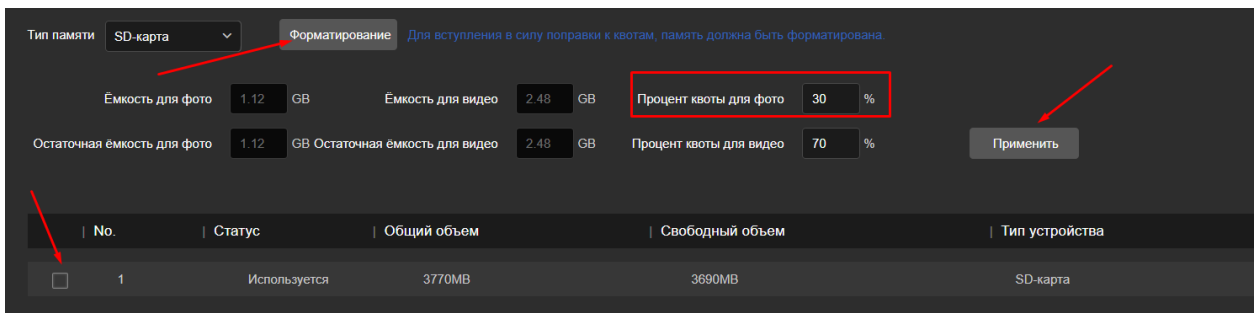 Тип памяти SD-карта Форматирование Для вступления в силу поправки к квотам, память должна быть форматирована.
Ёмкость для фото 1.12 GB Ёмкость для видео 2.48 GB Процент квоты для фото 30 %
Остаточная ёмкость для фото 1.12 GB Остаточная ёмкость для видео 2.48 GB Процент квоты для видео 70 % Применить
| No. | Статус | Общий объем | Свободный объем | Тип устройства
1 Используется 3770MB 3690MB SD-карта